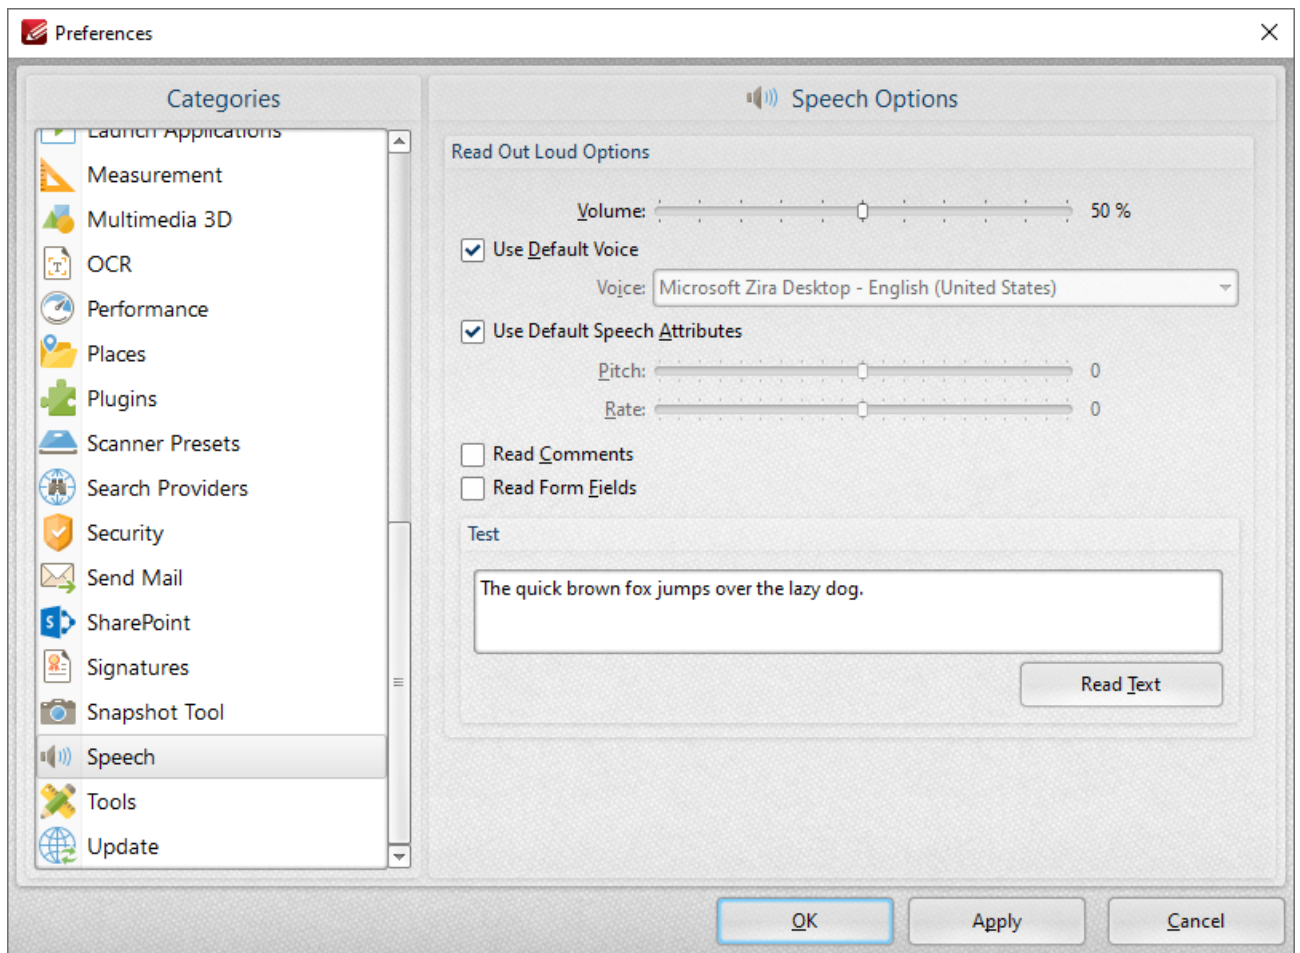 Preferences
Categories
Launch Applications
Measurement
Multimedia 3D
OCR
Performance
Places
Plugins
Scanner Presets
Search Providers
Security
Send Mail
SharePoint
Signatures
Snapshot Tool
Speech
Tools
Update
Speech Options
Read Out Loud Options
Volume: 50 %
Use Default Voice
Voice: Microsoft Zira Desktop - English (United States)
Use Default Speech Attributes
Pitch: 0
Rate: 0
Read Comments
Read Form Fields
Test
The quick brown fox jumps over the lazy dog.
Read Text
OK Apply Cancel